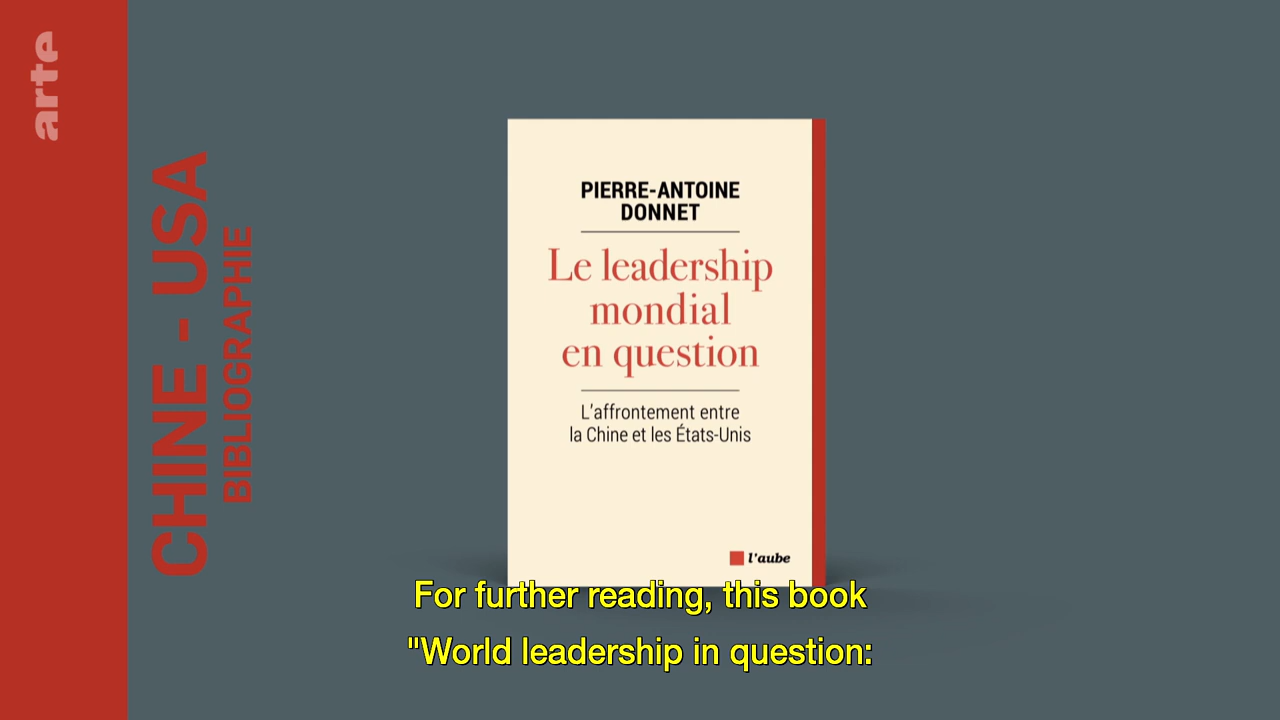 arte
CHINE - USA
BIBLIOGRAPHIE
PIERRE-ANTOINE
DONNET
Le leadership
mondial
en question
L'affrontement entre
la Chine et les États-Unis
l'aube
For further reading, this book
"World leadership in question: